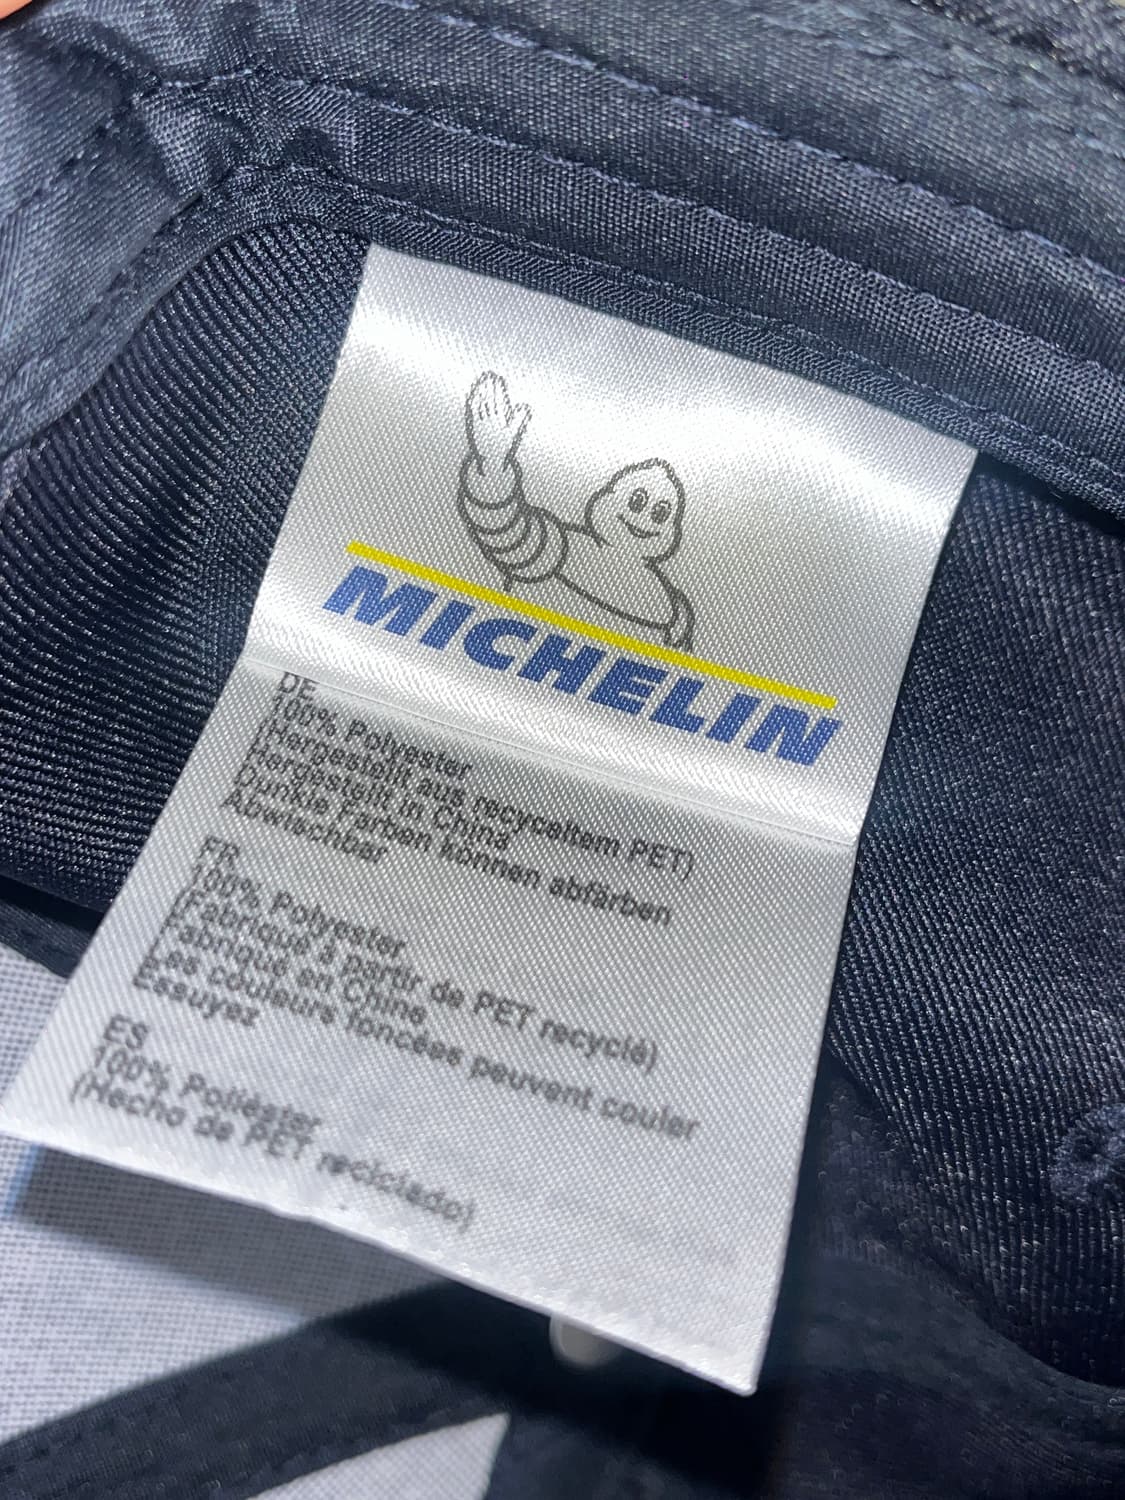 MICHELIN
DE
100% Polyester
(Hergestellt aus recyceltem PET)
Hergestellt in China
Dunkle Farben können abfärben
Abwischbar
FR
100% Polyester
(Fabriqué à partir de PET recyclé)
Fabriqué en Chine
Les couleurs foncées peuvent couler
Essuyez
ES
100% Poliéster
(Hecho de PET reciclado)